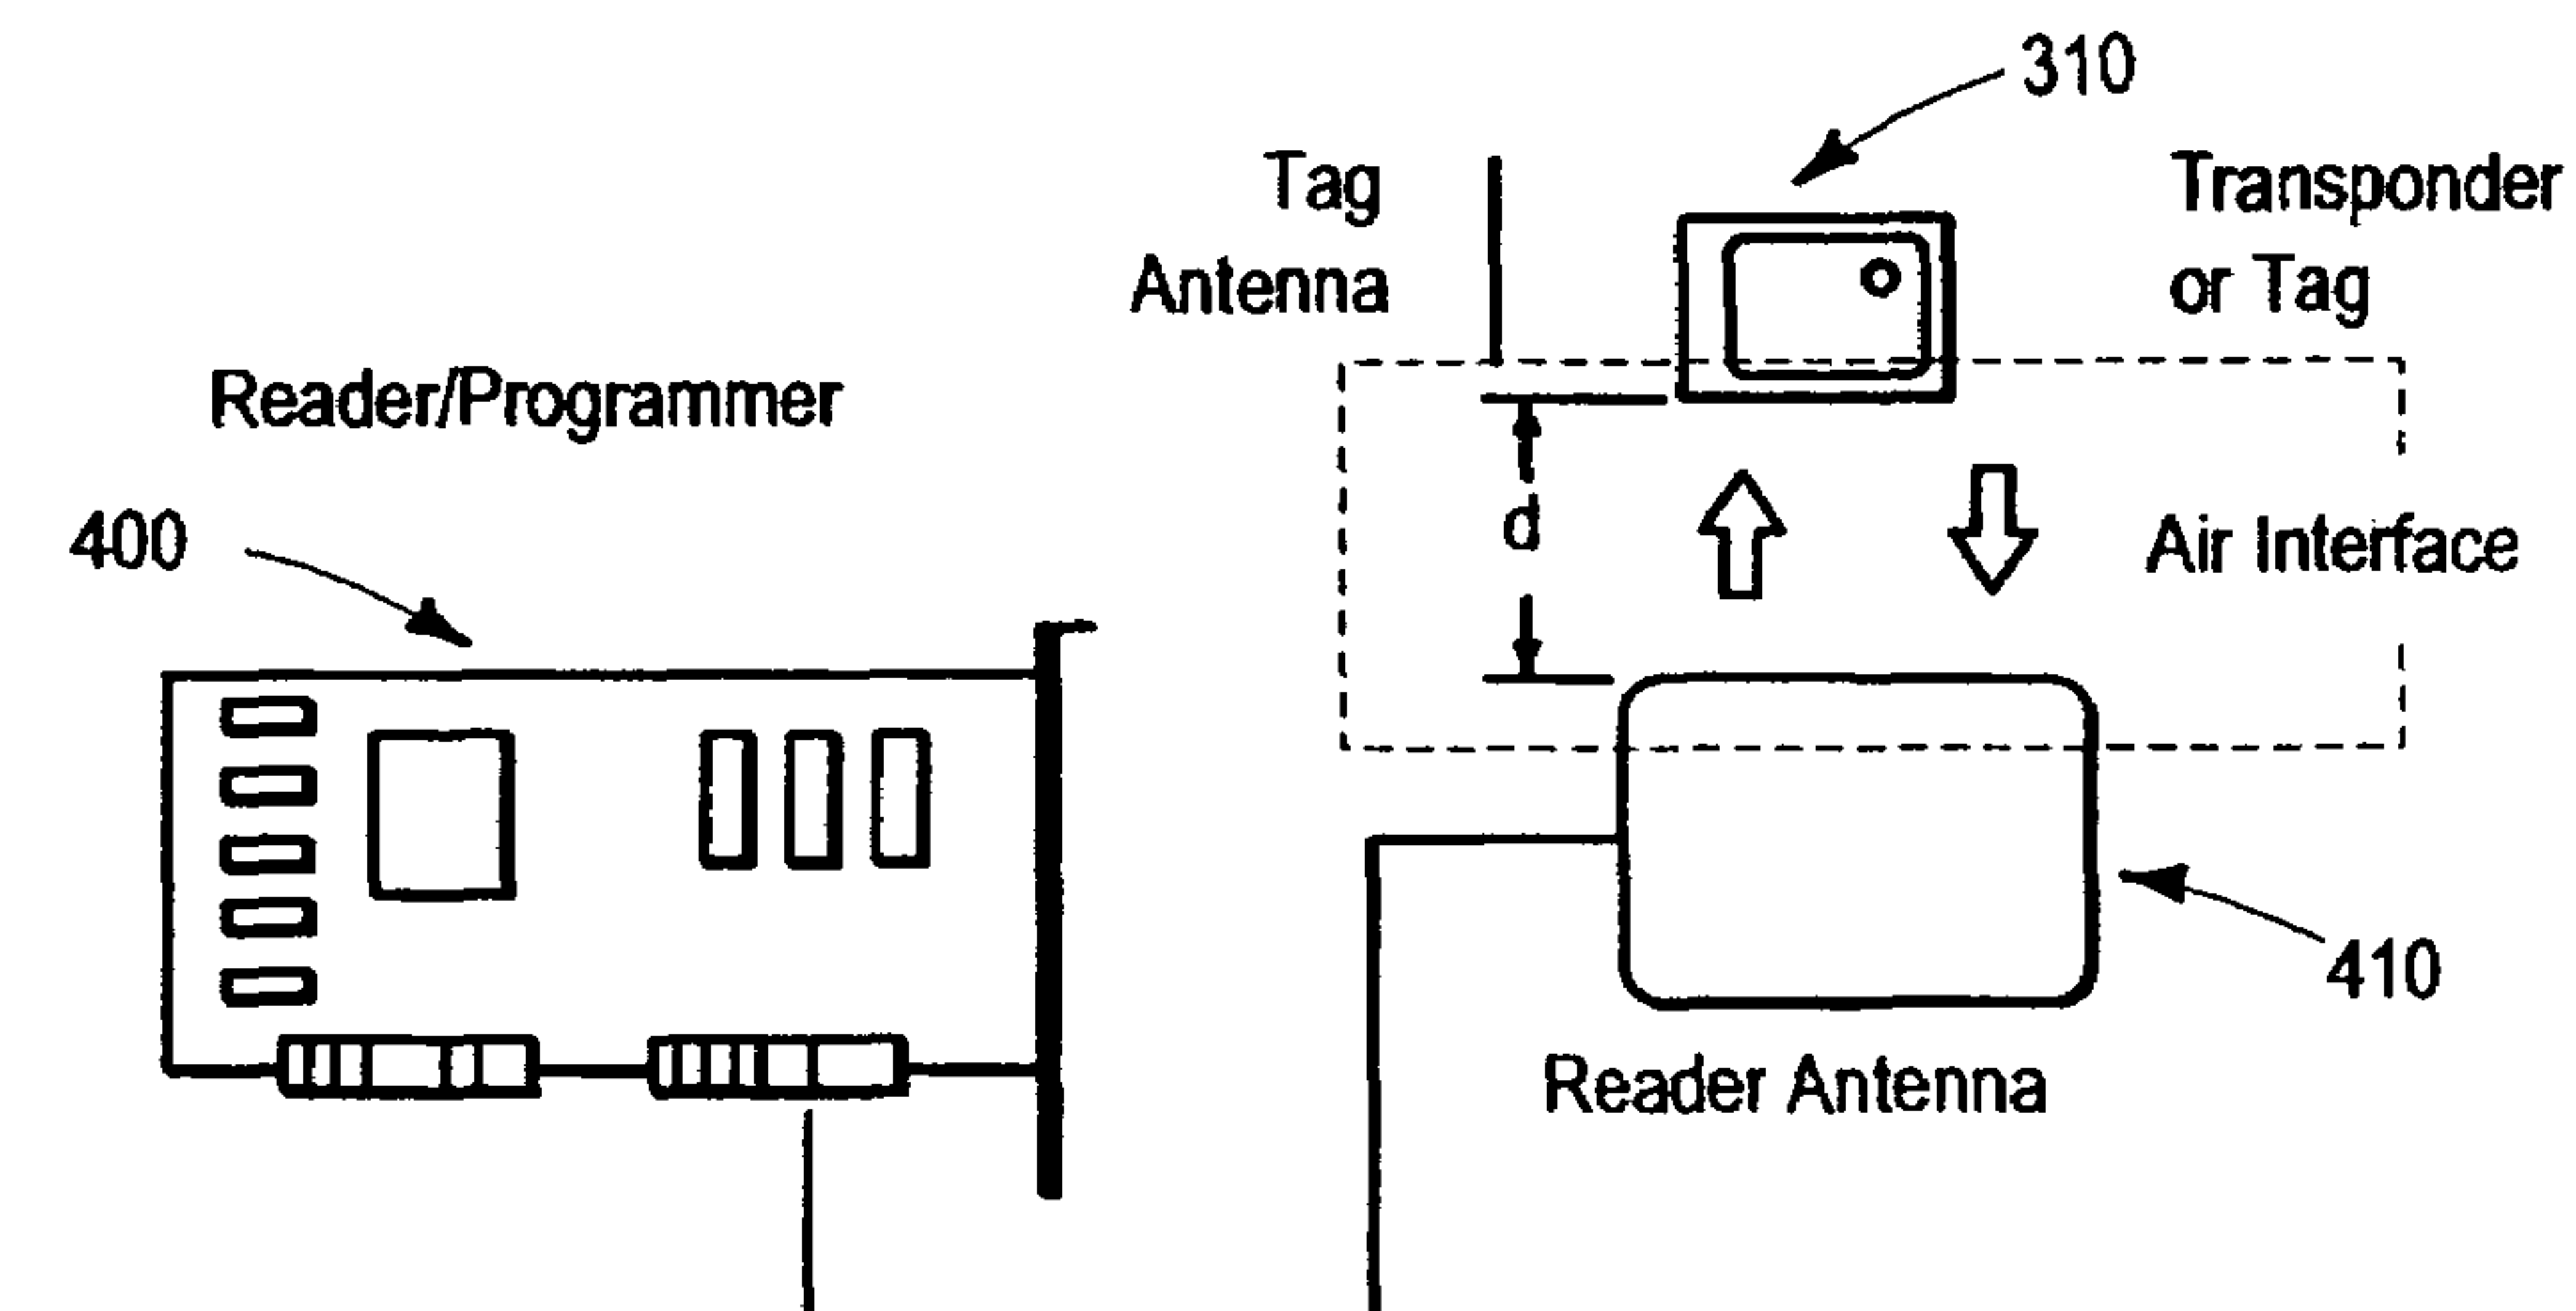 310
Tag
Antenna
Transponder
or Tag
Reader/Programmer
400
d
Air Interface
410
Reader Antenna